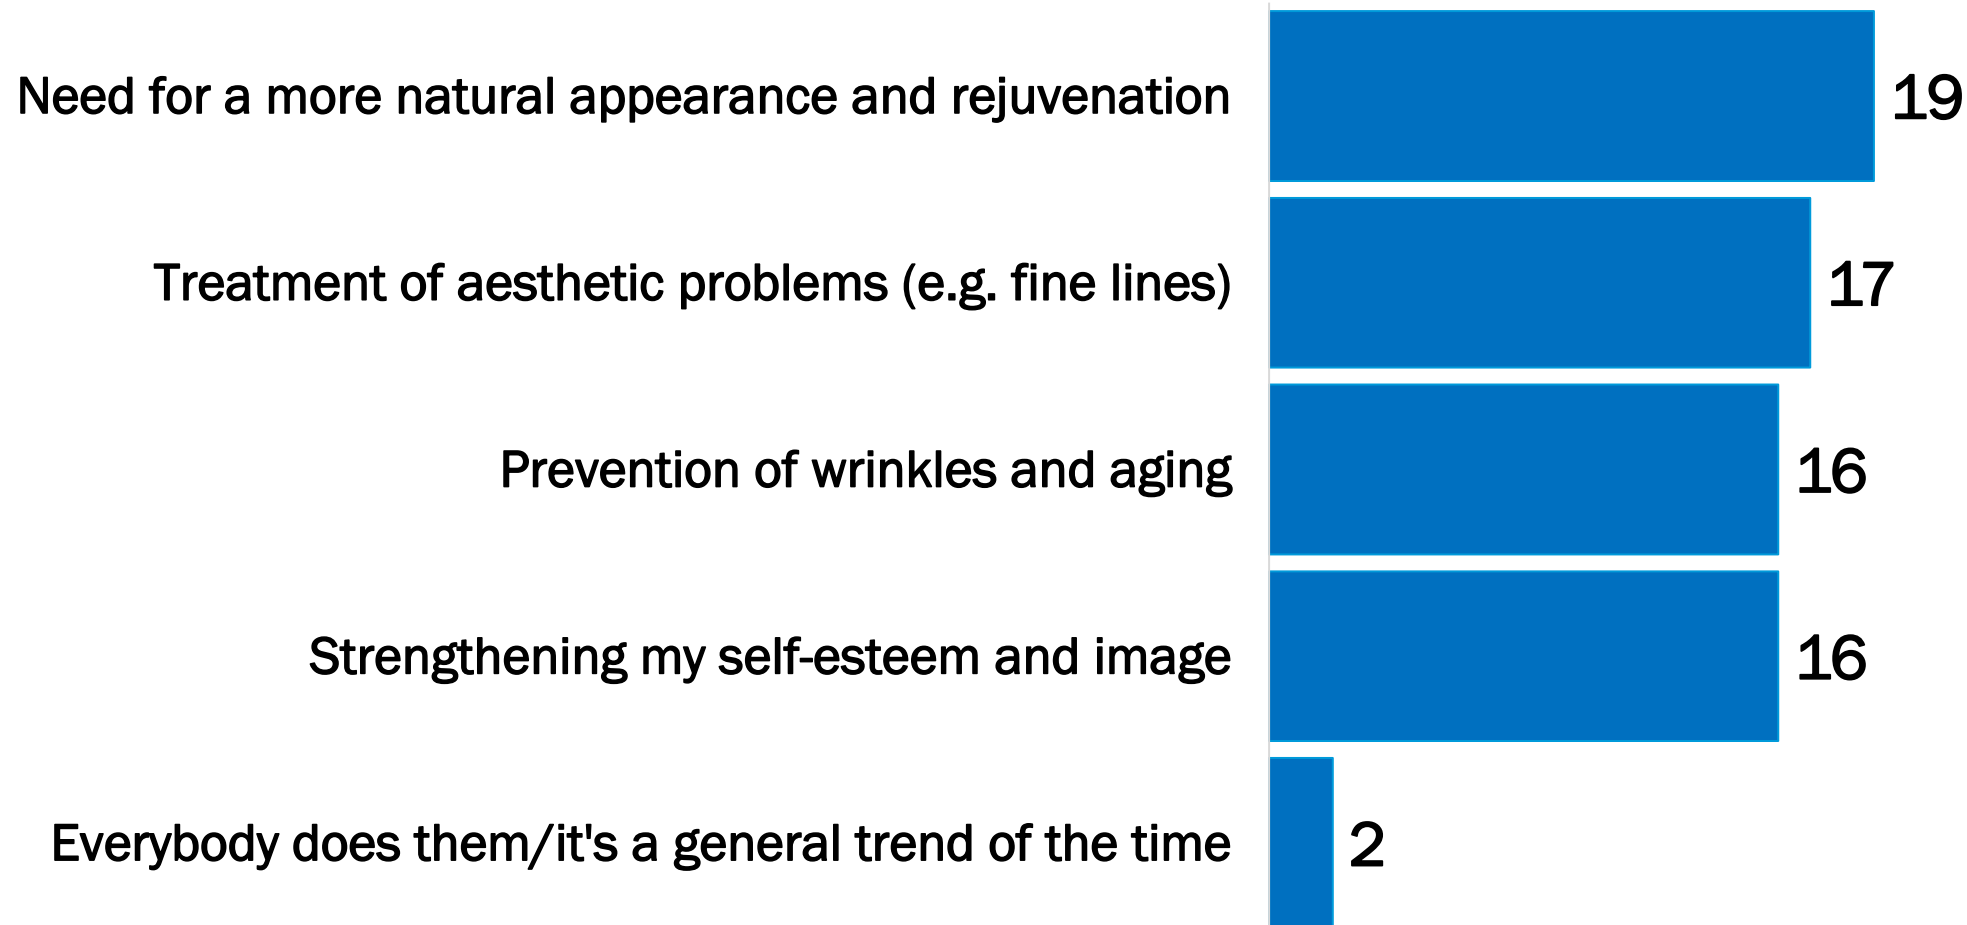 Need for a more natural appearance and rejuvenation 19
Treatment of aesthetic problems (e.g. fine lines) 17
Prevention of wrinkles and aging 16
Strengthening my self-esteem and image 16
Everybody does them/it's a general trend of the time 2